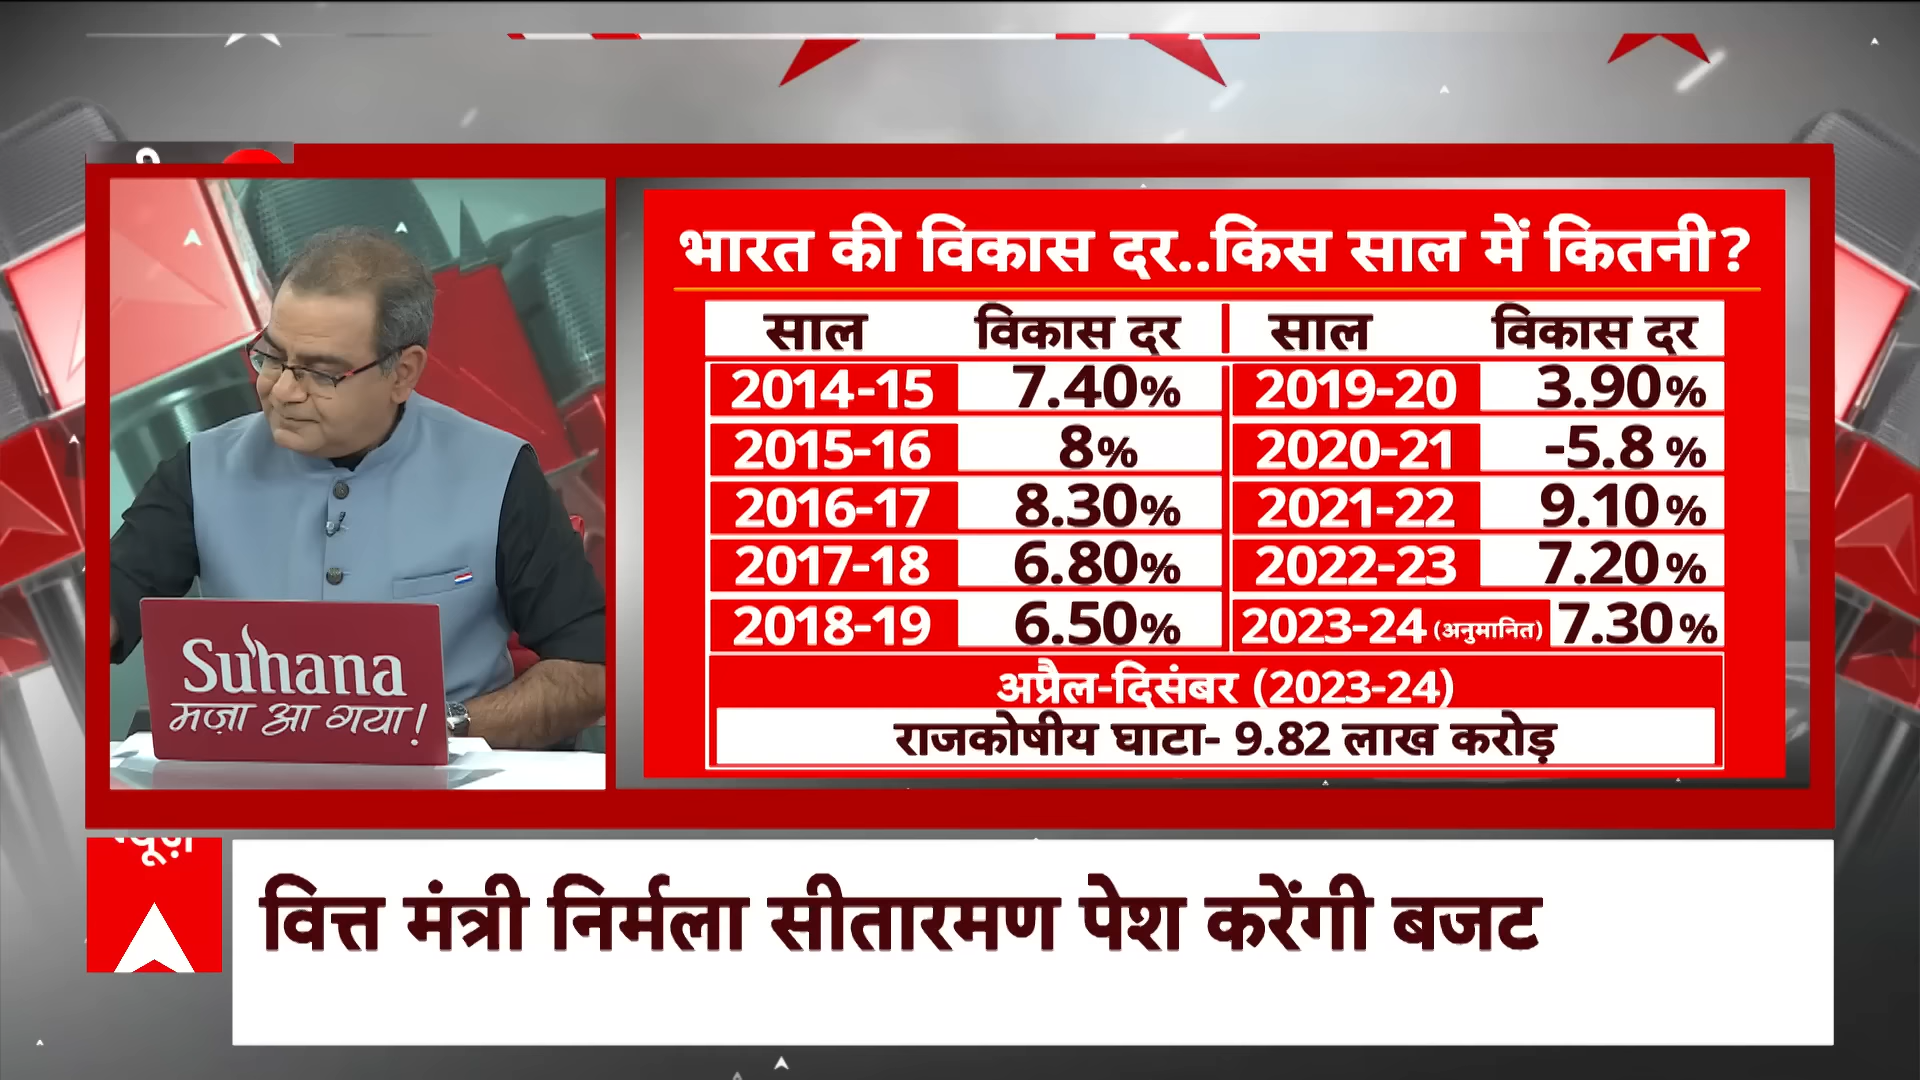 भारत की विकास दर..किस साल में कितनी?
साल विकास दर साल विकास दर
2014-15 7.40% 2019-20 3.90%
2015-16 8% 2020-21 -5.8 %
2016-17 8.30% 2021-22 9.10%
2017-18 6.80% 2022-23 7.20%
2018-19 6.50% 2023-24 (अनुमानित) 7.30%
अप्रैल-दिसंबर (2023-24)
राजकोषीय घाटा- 9.82 लाख करोड़
Suhana
मज़ा आ गया!
वित्त मंत्री निर्मला सीतारमण पेश करेंगी बजट